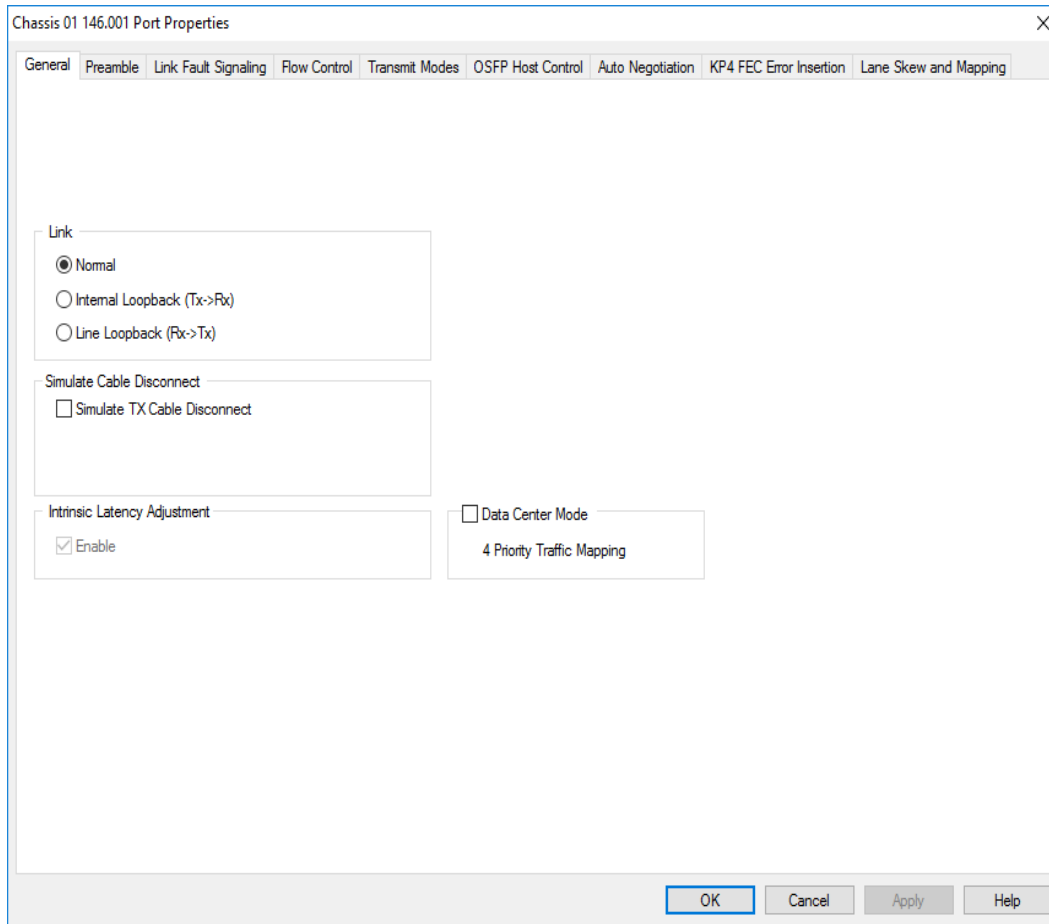 Chassis 01 146.001 Port Properties
General Preamble Link Fault Signaling Flow Control Transmit Modes OSFP Host Control Auto Negotiation KP4 FEC Error Insertion Lane Skew and Mapping
Link
Normal
Internal Loopback (Tx->Rx)
Line Loopback (Rx->Tx)
Simulate Cable Disconnect
Simulate TX Cable Disconnect
Intrinsic Latency Adjustment
Enable
Data Center Mode
4 Priority Traffic Mapping
OK Cancel Apply Help